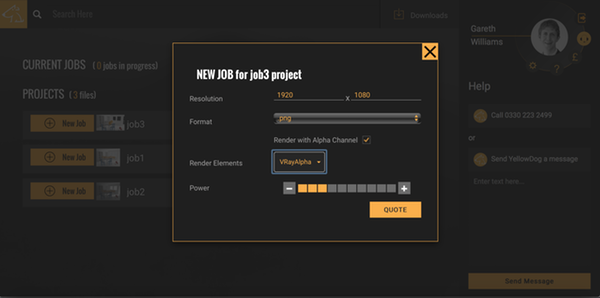 Search Here
Downloads
Gareth
Williams
£
CURRENT JOBS ( 0 jobs in progress)
PROJECTS ( 3 files)
New Job job3
New Job job1
New Job job2
NEW JOB for job3 project
Resolution 1920 x 1080
Format .png
Render with Alpha Channel
Render Elements VRayAlpha
Power
QUOTE
Help
Call 0330 223 2499
or
Send YellowDog a message
Enter text here...
Send Message